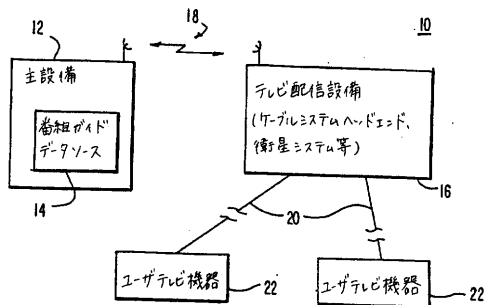 18
10
12
主設備
番組ガイド
データソース
14
テレビ配信設備
(ケーブルシステムヘッドエンド、
衛星システム等)
16
20
ユーザテレビ機器
22
ユーザテレビ機器
22